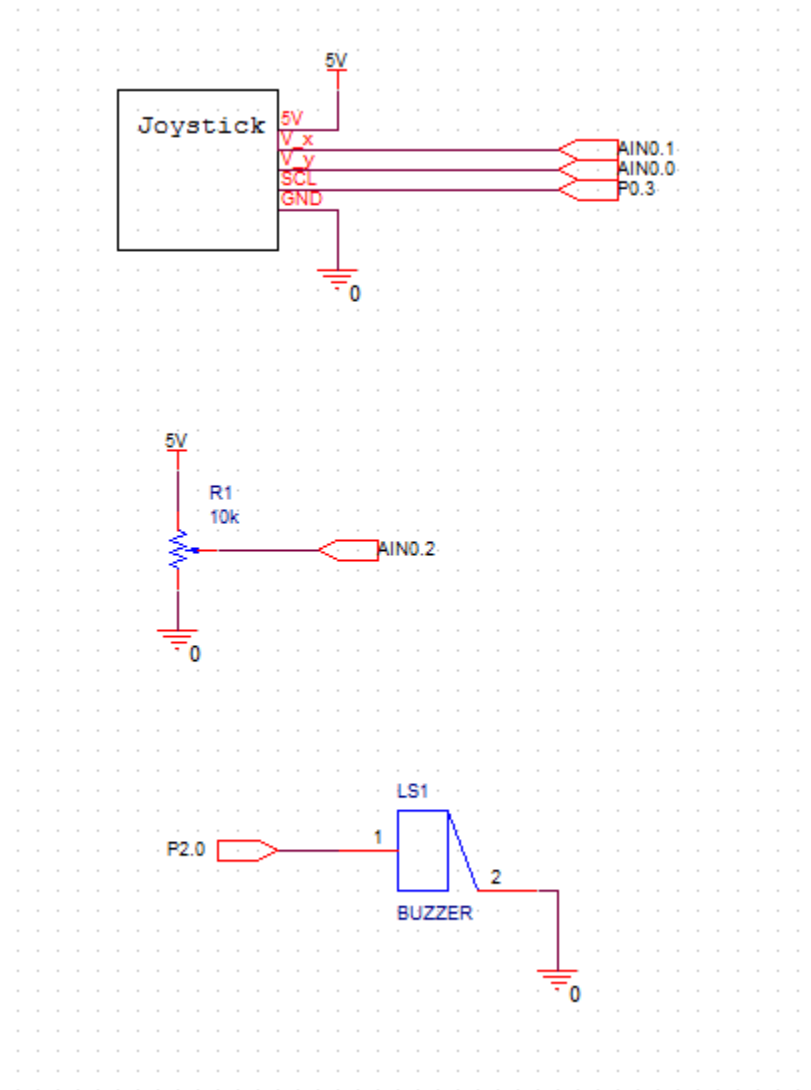 5V
Joystick
5V
V_x
AIN0.1
V_y
AIN0.0
SCL
P0.3
GND
0
5V
R1
10k
AIN0.2
0
LS1
P2.0
1
2
BUZZER
0